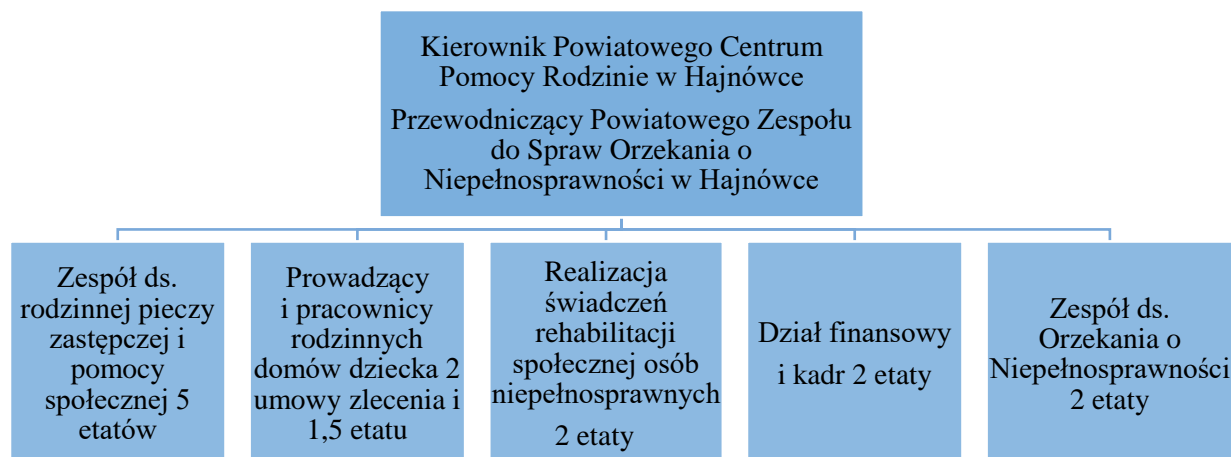 Kierownik Powiatowego Centrum
Pomocy Rodzinie w Hajnówce
Przewodniczący Powiatowego Zespołu
do Spraw Orzekania o
Niepełnosprawności w Hajnówce
Zespół ds.
rodzinnej pieczy
zastępczej i
pomocy
społecznej 5
etatów
Prowadzący
i pracownicy
rodzinnych
domów dziecka 2
umowy zlecenia i
1,5 etatu
Realizacja
świadczeń
rehabilitacji
społecznej osób
niepełnosprawnych
2 etaty
Dział finansowy
i kadr 2 etaty
Zespół ds.
Orzekania o
Niepełnosprawności
2 etaty